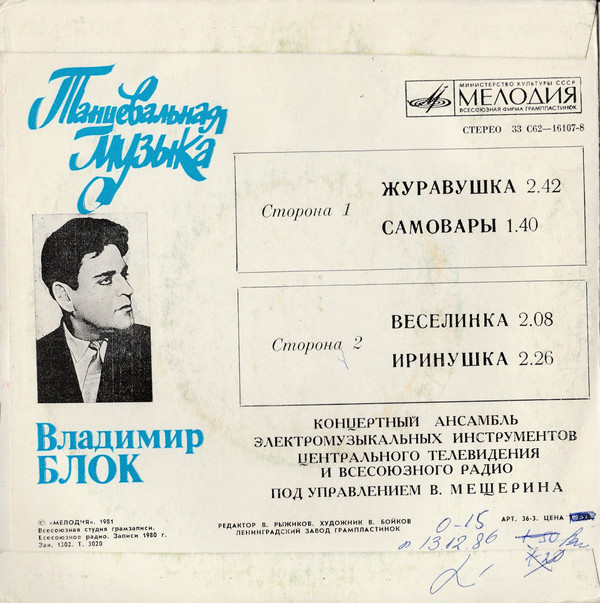 Танцевальная
музыка
МИНИСТЕРСТВО КУЛЬТУРЫ СССР
МЕЛОДИЯ
ВСЕСОЮЗНАЯ ФИРМА ГРАМПЛАСТИНОК
СТЕРЕО 33 С62—16107-8
Сторона 1
ЖУРАВУШКА 2.42
САМОВАРЫ 1.40
Сторона 2
ВЕСЕЛИНКА 2.08
ИРИНУШКА 2.26
Владимир
БЛОК
КОНЦЕРТНЫЙ АНСАМБЛЬ
ЭЛЕКТРОМУЗЫКАЛЬНЫХ ИНСТРУМЕНТОВ
ЦЕНТРАЛЬНОГО ТЕЛЕВИДЕНИЯ
И ВСЕСОЮЗНОГО РАДИО
ПОД УПРАВЛЕНИЕМ В. МЕЩЕРИНА
© «МЕЛОДИЯ», 1981
Всесоюзная студия грамзаписи.
Всесоюзное радио. Записи 1980 г.
Зак. 1302. Т. 3020
РЕДАКТОР В. РЫЖИКОВ. ХУДОЖНИК В. БОЙКОВ
ЛЕНИНГРАДСКИЙ ЗАВОД ГРАМПЛАСТИНОК
АРТ. 36-3. ЦЕНА
0-15
13.12.86